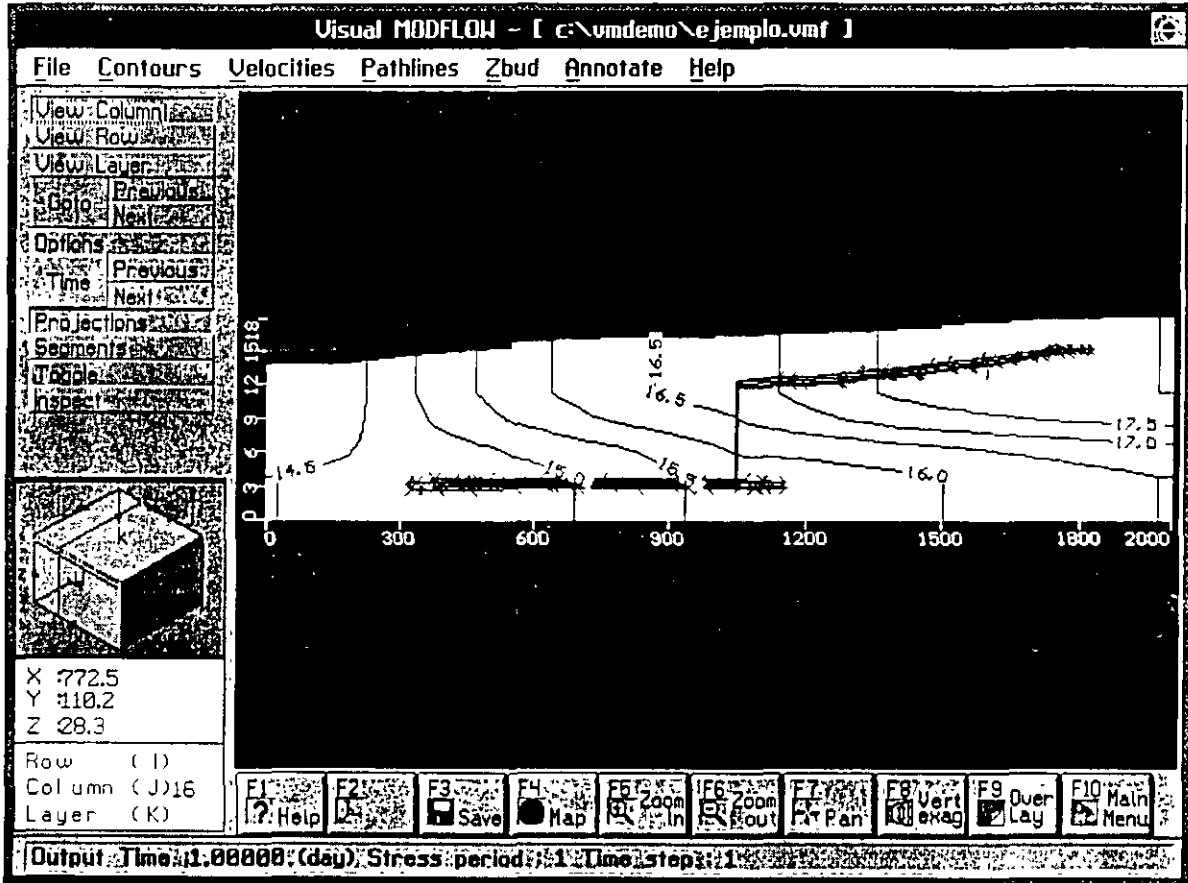 Visual MODFLOW - [ c:\vmdemo\ejemplo.vmf ]
File Contours Velocities Pathlines Zbud Annotate Help
View Column
View Row
View Layer
Goto
Previous
Next
Options
Time
Previous
Next
Projections
Segments
Toggle
Inspect
18
15
12
9
6
3
0
14.5
15.0
16.5
16.5
16.0
17.5
17.0
0 300 600 900 1200 1500 1800 2000
X :772.5
Y :110.2
Z :28.3
Row (I)
Column (J)16
Layer (K)
F1 ? Help
F2
F3 Save
F4 Map
F5 Zoom In
F6 Zoom out
F7 Pan
F8 Vert exag
F9 Over Lay
F10 Main Menu
Output Time: 1.00000 (day) Stress period: 1 Time step: 1